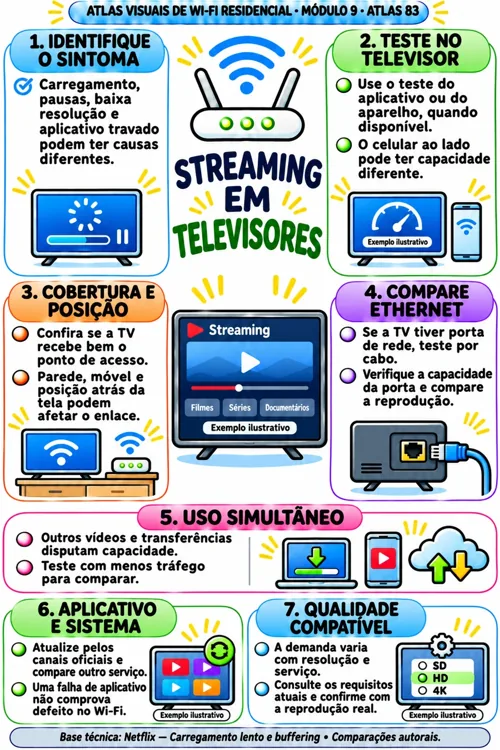 ATLAS VISUAIS DE WI-FI RESIDENCIAL • MÓDULO 9 • ATLAS 83
1. IDENTIFIQUE
O SINTOMA
Carregamento,
pausas, baixa
resolução e
aplicativo travado
podem ter causas
diferentes.
STREAMING
EM
TELEVISORES
2. TESTE NO
TELEVISOR
Use o teste do
aplicativo ou do
aparelho, quando
disponível.
O celular ao lado
pode ter capacidade
diferente.
Exemplo ilustrativo
3. COBERTURA E
POSIÇÃO
Confira se a TV
recebe bem o
ponto de acesso.
Parede, móvel e
posição atrás da
tela podem
afetar o enlace.
Streaming
Filmes
Séries
Documentários
Exemplo ilustrativo
4. COMPARE
ETHERNET
Se a TV tiver porta
de rede, teste por
cabo.
Verifique a capacidade
da porta e compare
a reprodução.
5. USO SIMULTÂNEO
Outros vídeos e transferências
disputam capacidade.
Teste com menos tráfego
para comparar.
6. APLICATIVO
E SISTEMA
Atualize pelos
canais oficiais e
compare outro serviço.
Uma falha de aplicativo
não comprova
defeito no Wi-Fi.
Exemplo ilustrativo
7. QUALIDADE
COMPATÍVEL
A demanda varia
com resolução e
serviço.
Consulte os requisitos
atuais e confirme com
a reprodução real.
SD
HD
4K
Exemplo ilustrativo
Base técnica: Netflix — Carregamento lento e buffering • Comparações autorais.